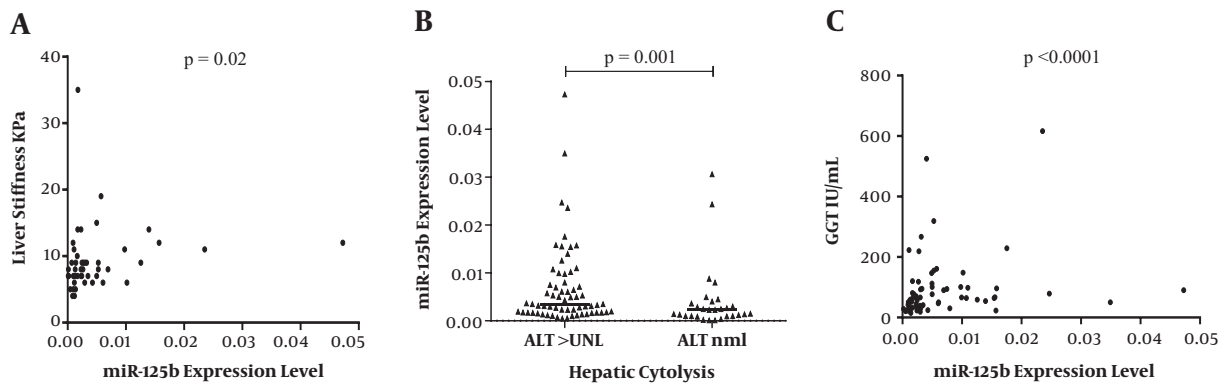 A
p = 0.02
Liver Stiffness KPa
40
30
20
10
0
0.00 0.01 0.02 0.03 0.04 0.05
miR-125b Expression Level
B
p = 0.001
miR-125b Expression Level
0.05
0.04
0.03
0.02
0.01
0.00
ALT >UNL ALT nml
Hepatic Cytolysis
C
p <0.0001
GGT IU/mL
800
600
400
200
0
0.00 0.01 0.02 0.03 0.04 0.05
miR-125b Expression Level